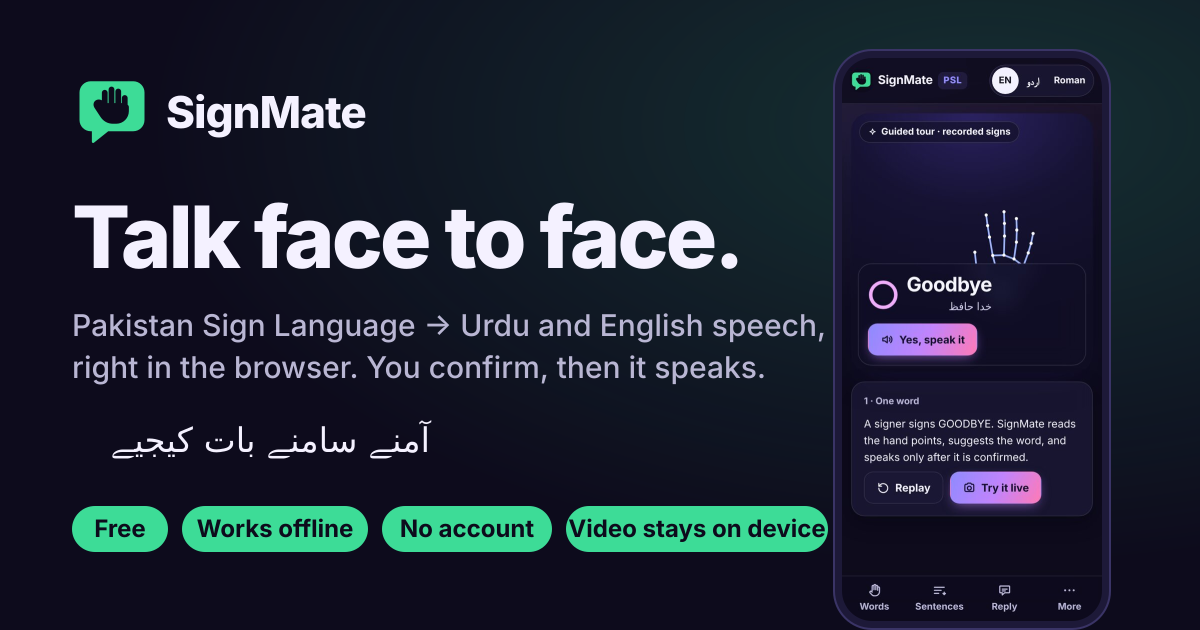 SignMate
Talk face to face.
Pakistan Sign Language → Urdu and English speech,
right in the browser. You confirm, then it speaks.
آمنے سامنے بات کیجیے
Free
Works offline
No account
Video stays on device
SignMate PSL
EN اردو Roman
Guided tour · recorded signs
Goodbye
خدا حافظ
Yes, speak it
1 · One word
A signer signs GOODBYE. SignMate reads
the hand points, suggests the word, and
speaks only after it is confirmed.
Replay
Try it live
Words
Sentences
Reply
More